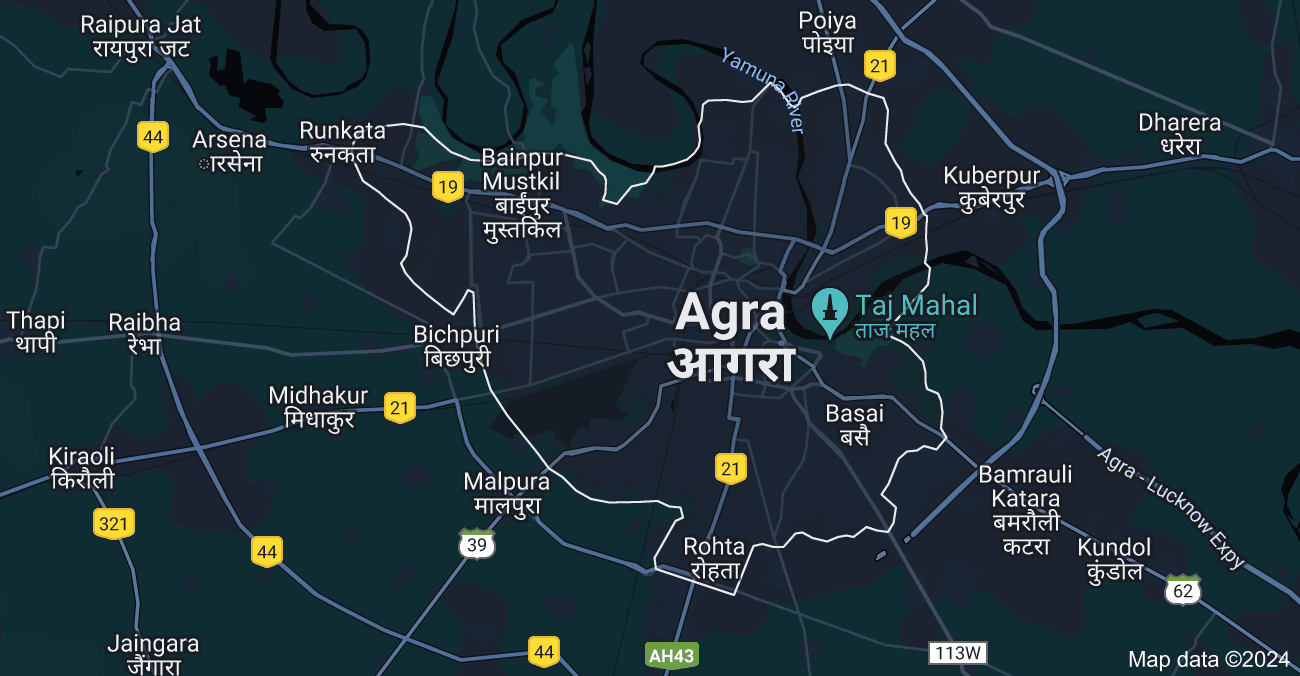 Raipura Jat
रायपुरा जट
Poiya
पोइया
Yamuna River
21
44
Arsena
ारसेना
Runkata
रुनकता
Dharera
धरेरा
Bainpur
Mustkil
बाईंपुर
मुस्तकिल
19
Kuberpur
कुबेरपुर
19
Agra
आगरा
Taj Mahal
ताज महल
Thapi
थापी
Raibha
रेभा
Bichpuri
बिछपुरी
Midhakur
मिधाकुर
21
Basai
बसै
Kiraoli
किरौली
21
Malpura
मालपुरा
Bamrauli
Katara
बमरौली
कटरा
Agra - Lucknow Expy
321
44
39
Rohta
रोहता
Kundol
कुंडोल
62
Jaingara
जैंगारा
44
AH43
113W
Map data ©2024